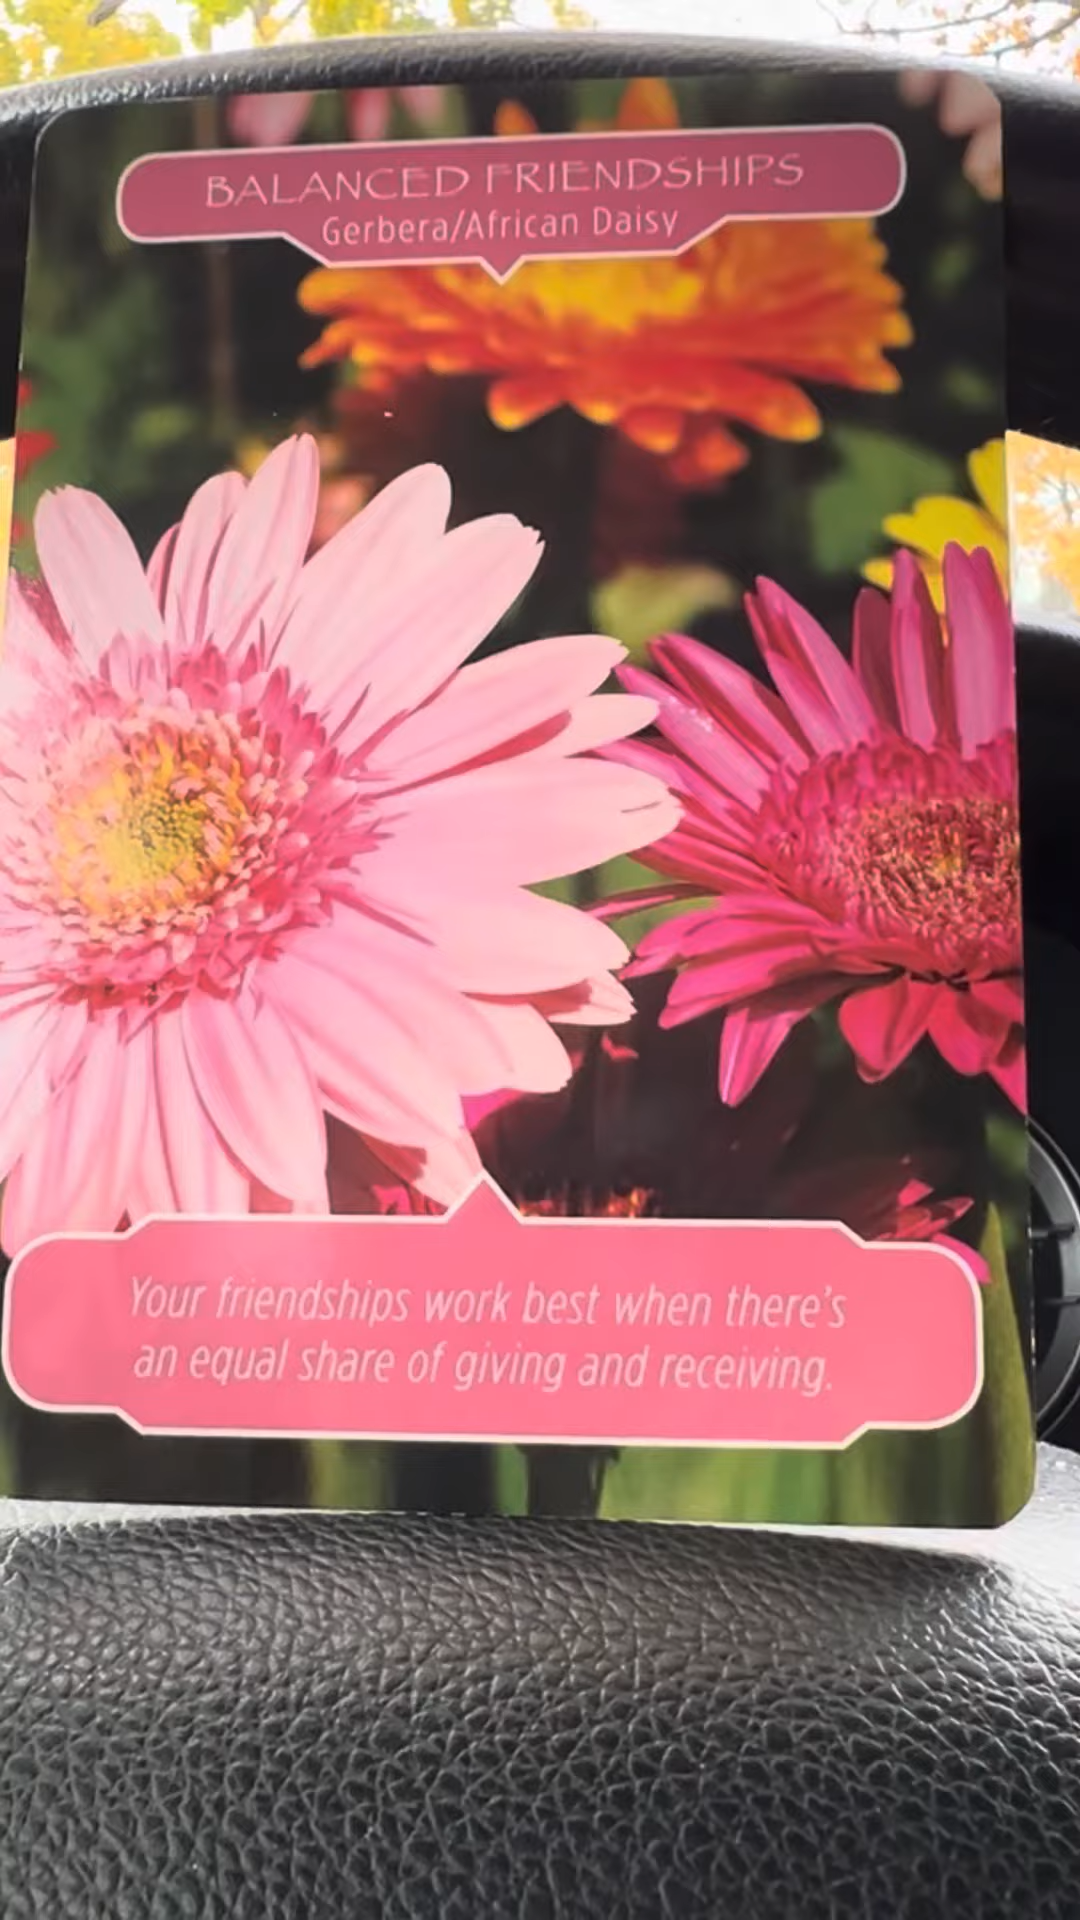 BALANCED FRIENDSHIPS
Gerbera/African Daisy
Your friendships work best when there's
an equal share of giving and receiving.